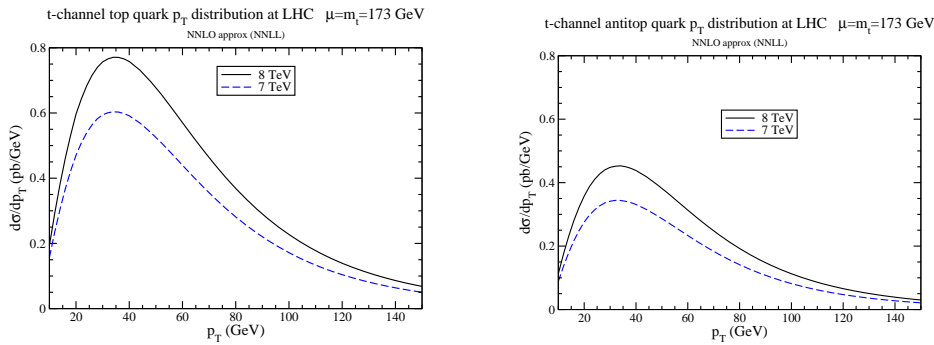 t-channel top quark p_T distribution at LHC μ=m_t=173 GeV
NNLO approx (NNLL)
8 TeV
7 TeV
dσ/dp_T (pb/GeV)
0.8
0.6
0.4
0.2
0
20 40 60 80 100 120 140
p_T (GeV)
t-channel antitop quark p_T distribution at LHC μ=m_t=173 GeV
NNLO approx (NNLL)
8 TeV
7 TeV
dσ/dp_T (pb/GeV)
0.8
0.6
0.4
0.2
0
20 40 60 80 100 120 140
p_T (GeV)